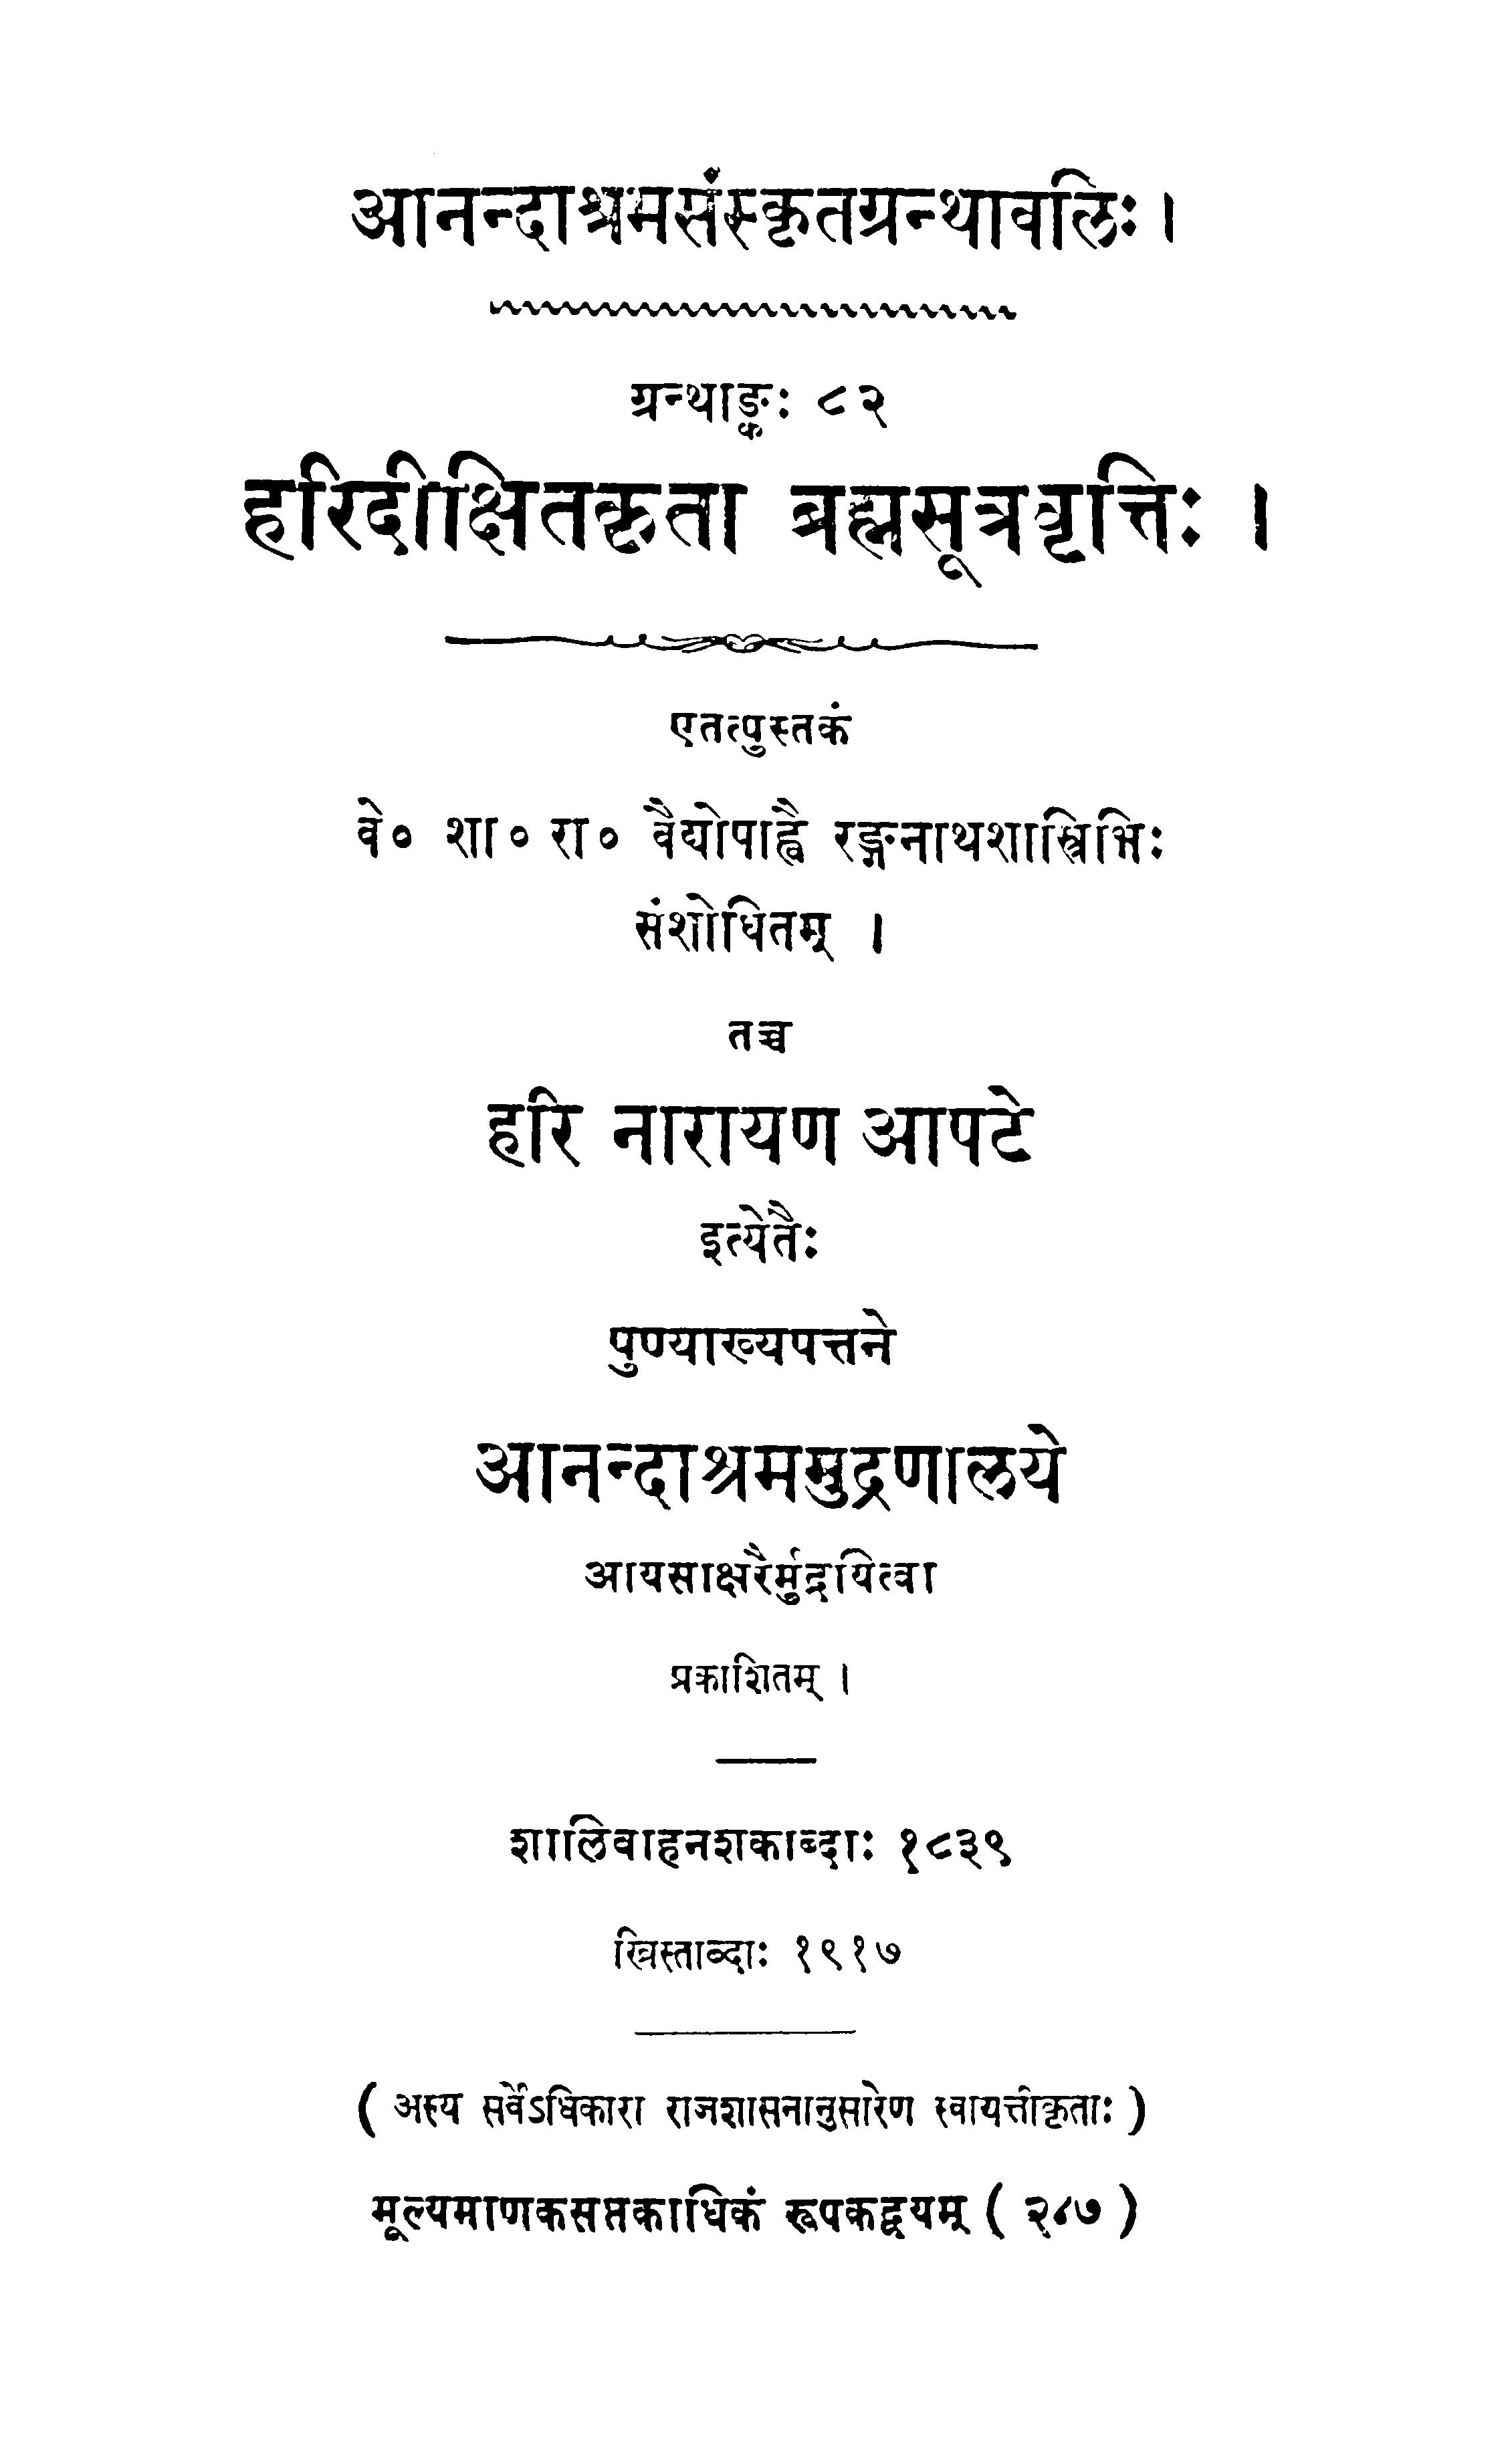 आनन्दाश्रमसंस्कृतग्रन्थावलिः ।
ग्रन्थाङ्कः ८२
हरिदीक्षितकृता ब्रह्मसूत्रवृत्तिः ।
एतत्पुस्तकं
वे० शा० रा० वैद्योपाह्वै रङ्गनाथशास्त्रिभिः
संशोधितम् ।
तच्च
हरि नारायण आपटे
इत्येतैः
पुण्याख्यपत्तने
आनन्दाश्रममुद्रणालये
आयसाक्षरैर्मुद्रयित्वा
प्रकाशितम् ।
शालिवाहनशकाब्दाः १८३९
ख्रिस्ताब्दाः १९१७
( अस्य सर्वेऽधिकारा राजशासनानुसारेण स्वायत्तीकृताः )
मूल्यमाणकसप्तकाधिकं रूपकद्वयम् ( २८७ )